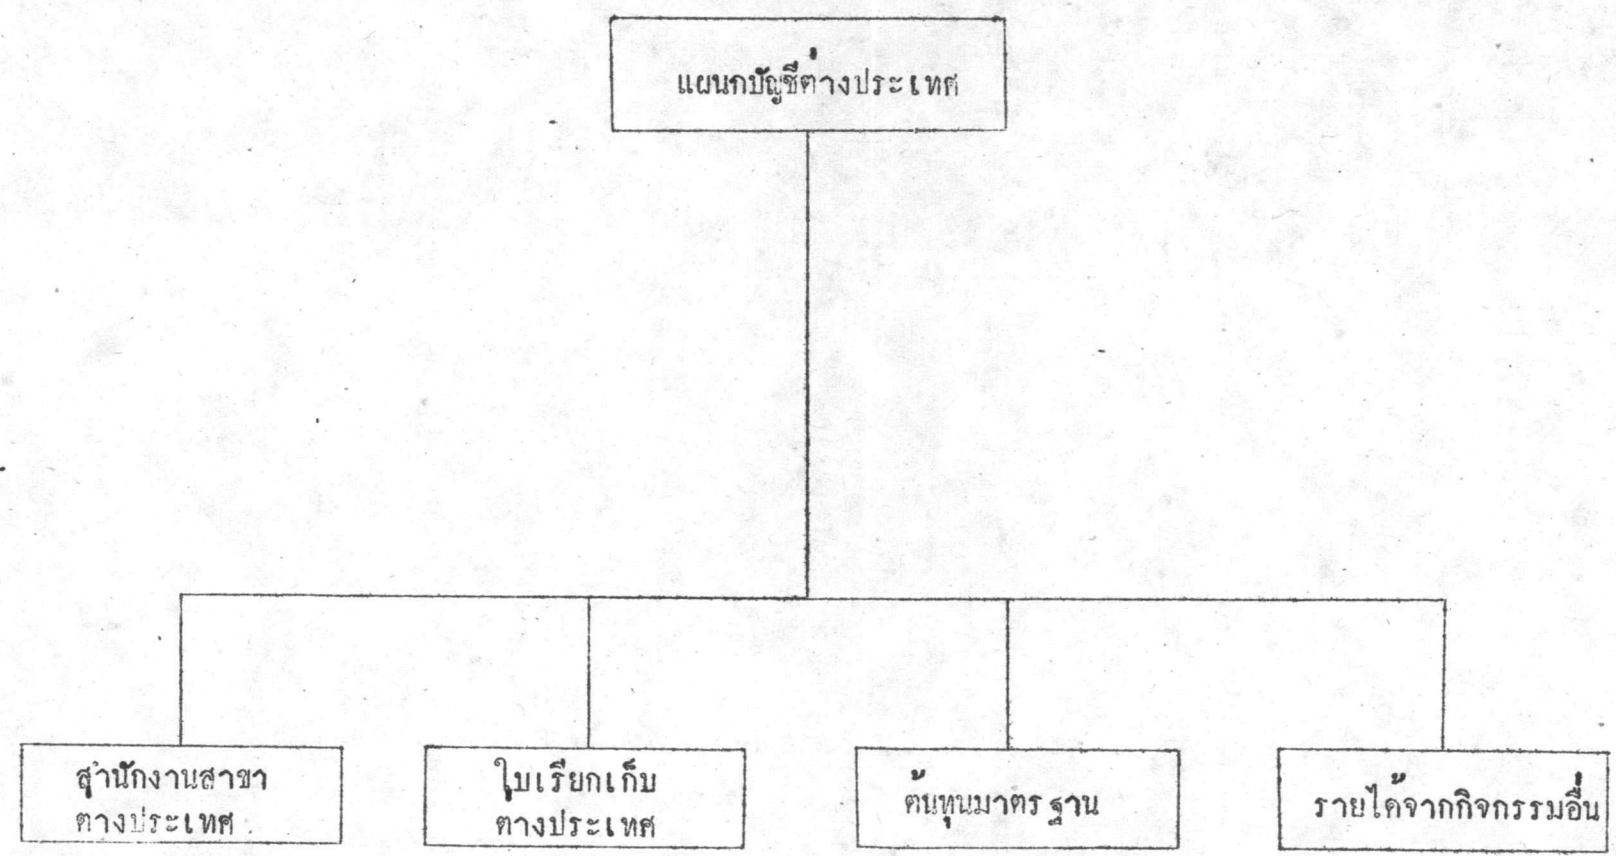 แผนกบัญชีต่างประเทศ
สำนักงานสาขา
ต่างประเทศ
ใบเรียกเก็บ
ต่างประเทศ
ต้นทุนมาตรฐาน
รายได้จากกิจกรรมอื่น